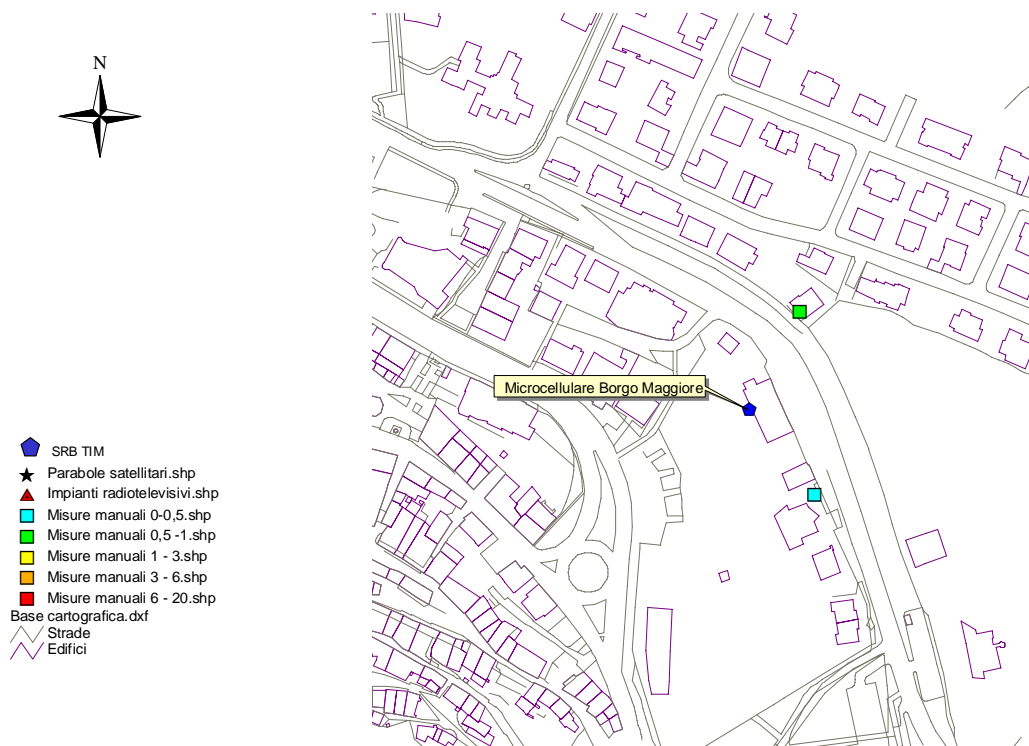 N
Microcellulare Borgo Maggiore
SRB TIM
Parabole satellitari.shp
Impianti radiotelevisivi.shp
Misure manuali 0-0,5.shp
Misure manuali 0,5 -1.shp
Misure manuali 1 - 3.shp
Misure manuali 3 - 6.shp
Misure manuali 6 - 20.shp
Base cartografica.dxf
Strade
Edifici